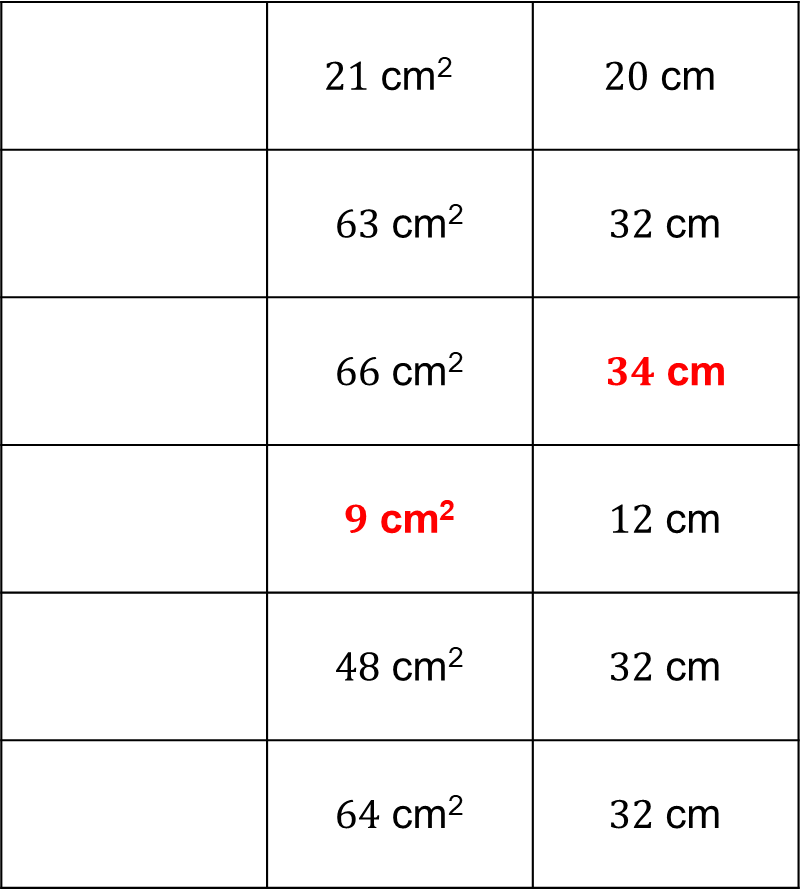 21 cm² 20 cm
63 cm² 32 cm
66 cm² 34 cm
9 cm² 12 cm
48 cm² 32 cm
64 cm² 32 cm